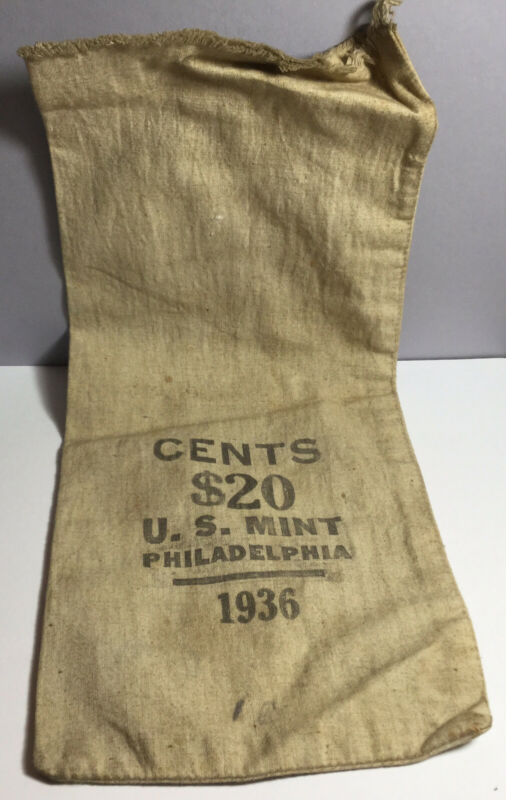 CENTS
$20
U. S. MINT
PHILADELPHIA
1936